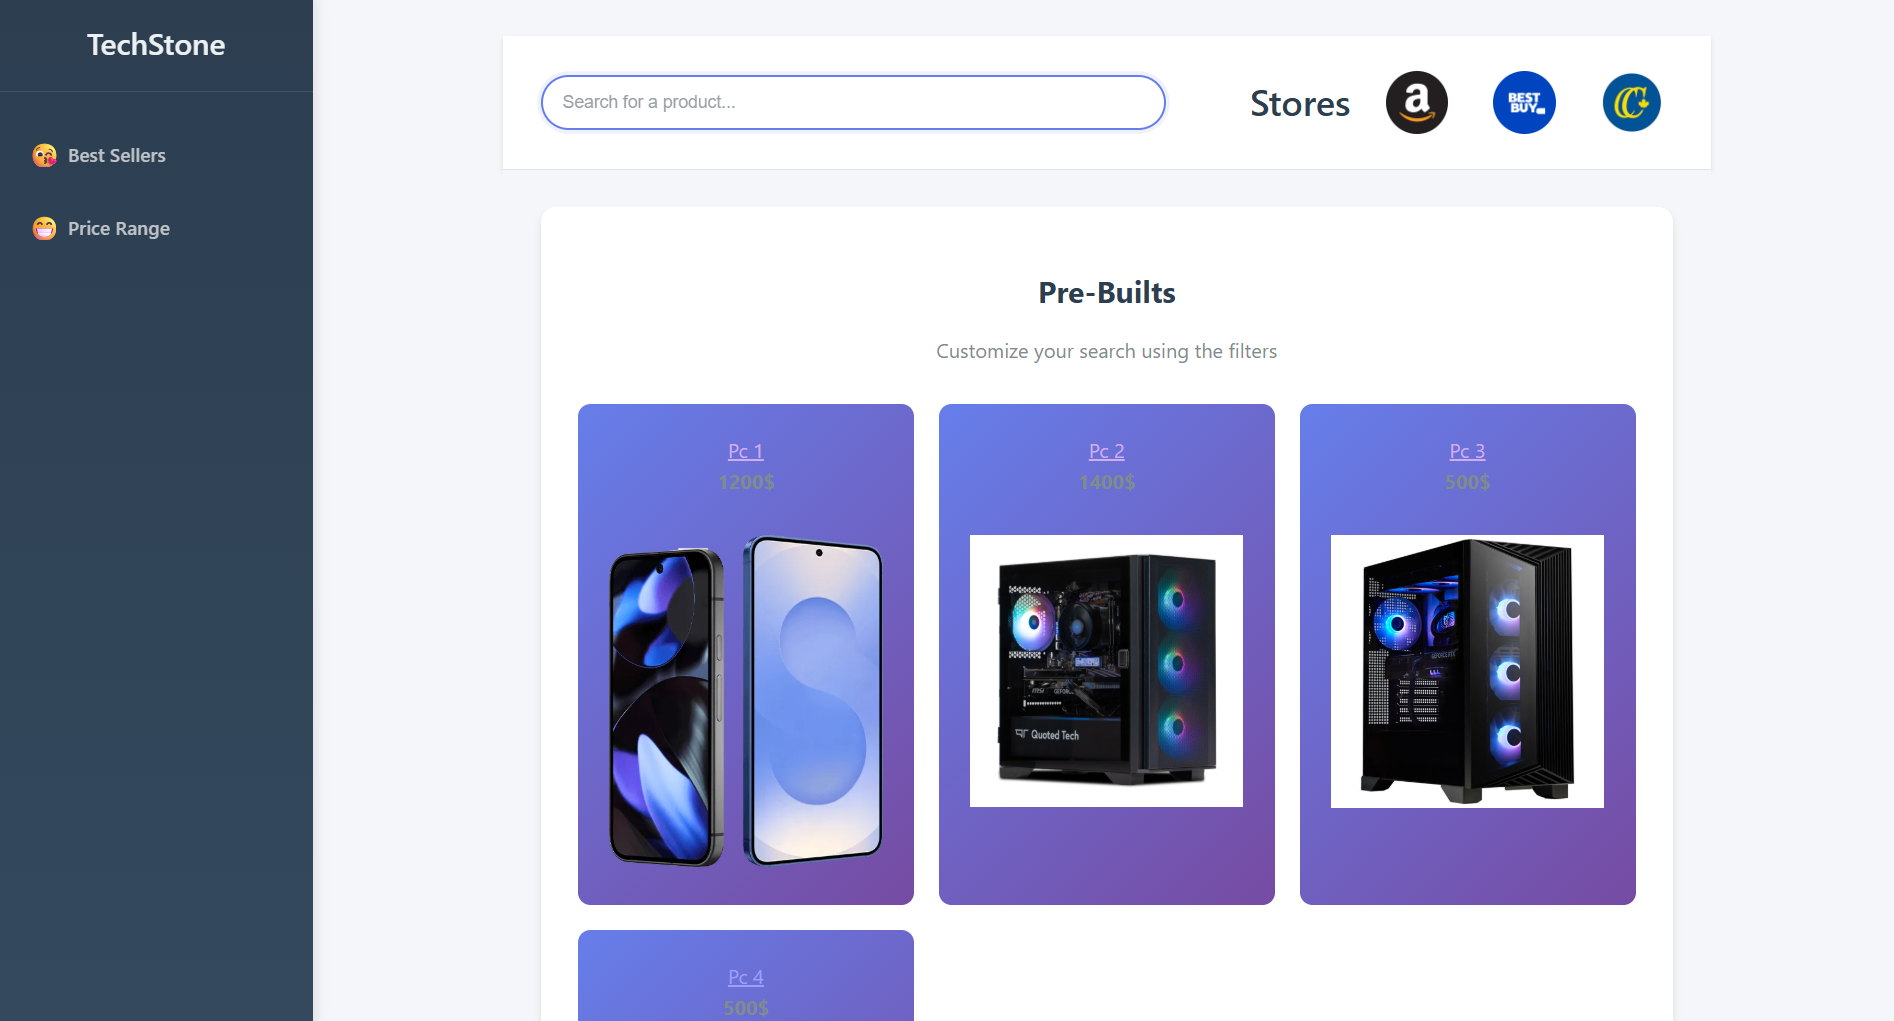 TechStone
Best Sellers
Price Range
Search for a product...
Stores
BEST
BUY
Pre-Builts
Customize your search using the filters
Pc 1
1200$
Pc 2
1400$
Quoted Tech
Pc 3
500$
Pc 4
500$